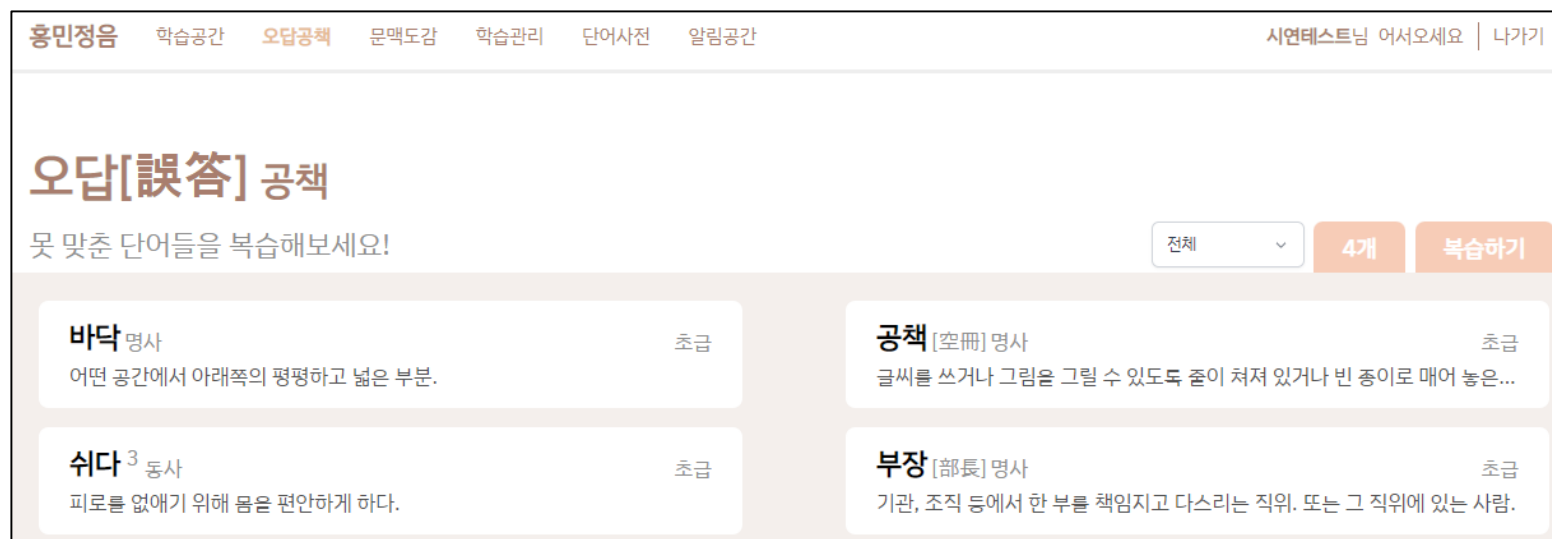 홍민정음 학습공간 오답공책 문맥도감 학습관리 단어사전 알림공간 시연테스트님 어서오세요 | 나가기
오답[誤答] 공책
못 맞춘 단어들을 복습해보세요!
전체 4개 복습하기
바닥 명사 초급
어떤 공간에서 아래쪽의 평평하고 넓은 부분.
공책 [空冊] 명사 초급
글씨를 쓰거나 그림을 그릴 수 있도록 줄이 쳐져 있거나 빈 종이로 매어 놓은...
쉬다 3 동사 초급
피로를 없애기 위해 몸을 편안하게 하다.
부장 [部長] 명사 초급
기관, 조직 등에서 한 부를 책임지고 다스리는 직위. 또는 그 직위에 있는 사람.